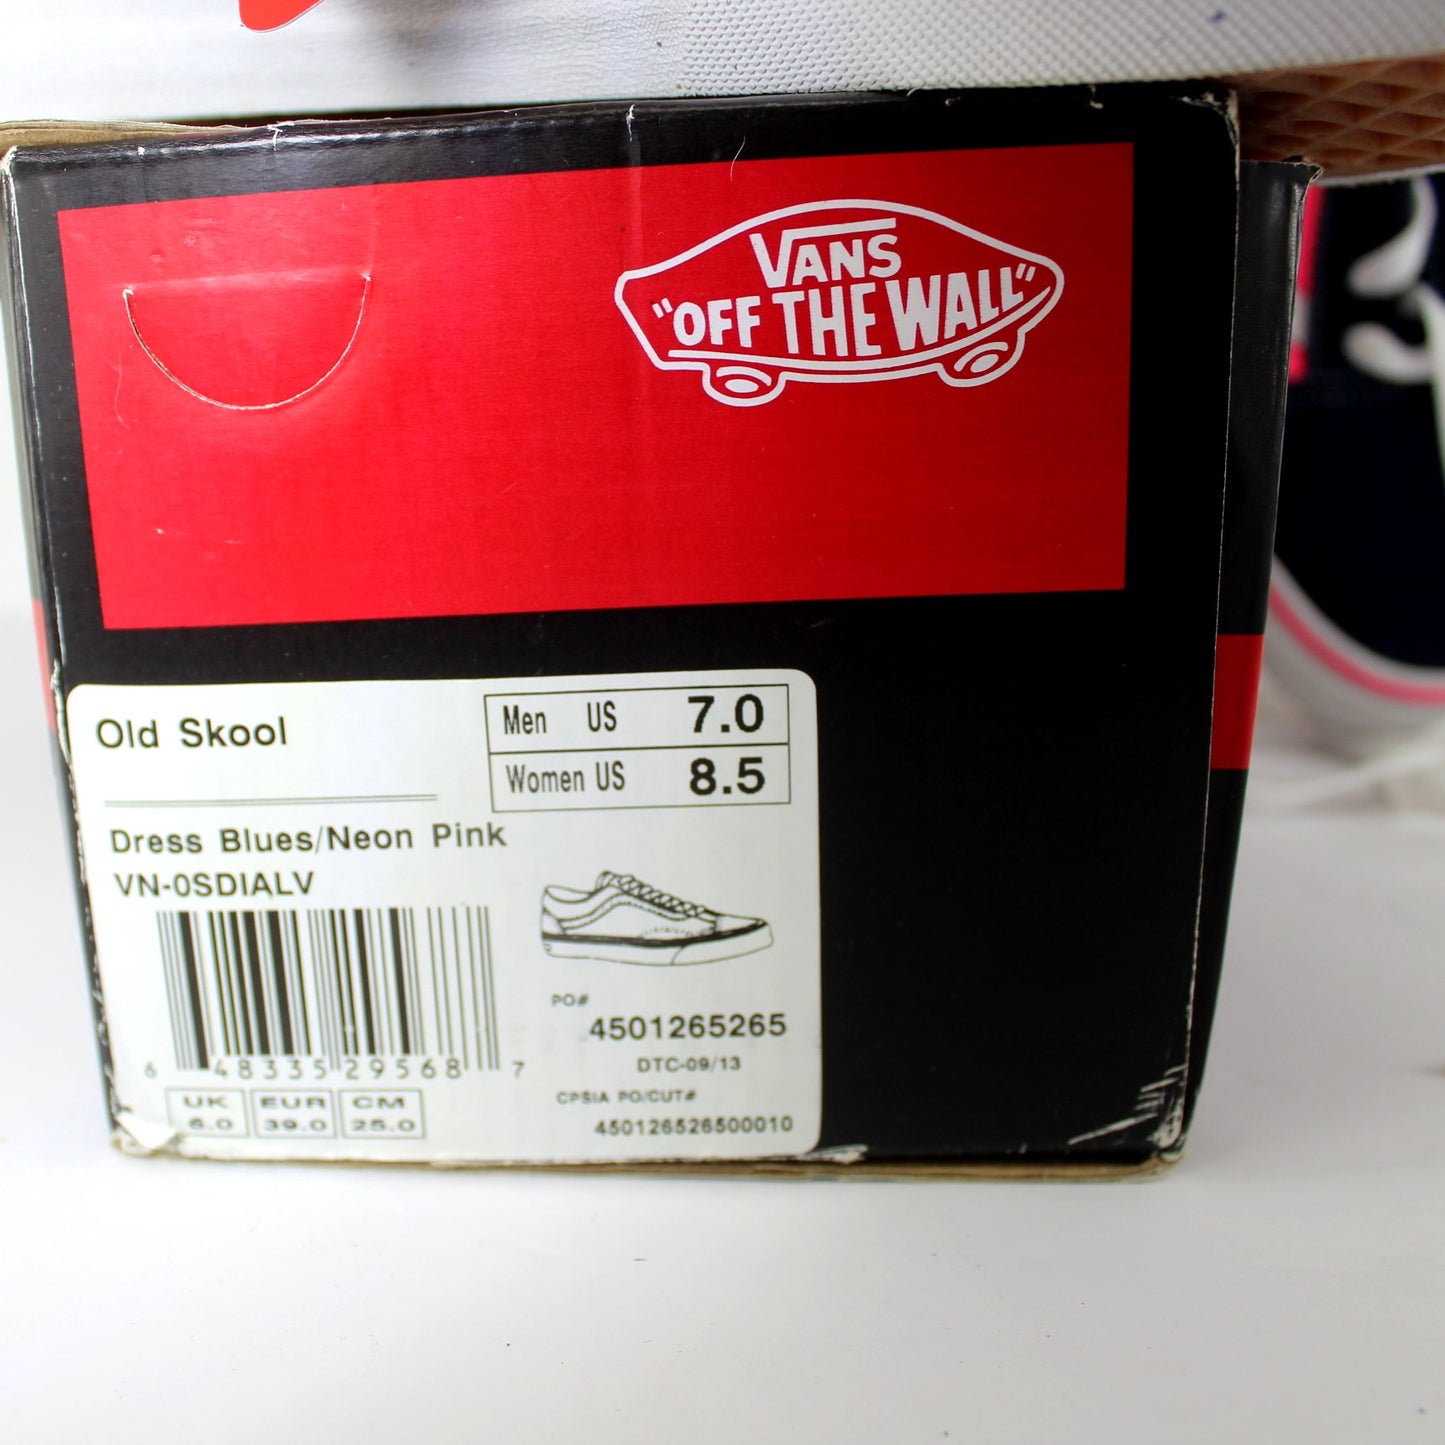 VANS
"OFF THE WALL"
Old Skool
Men US 7.0
Women US 8.5
Dress Blues/Neon Pink
VN-0SDIALV
PO#
4501265265
DTC-09/13
CPSIA PO/CUT#
450126526500010
6 48335 29568 7
UK EUR CM
6.0 39.0 25.0